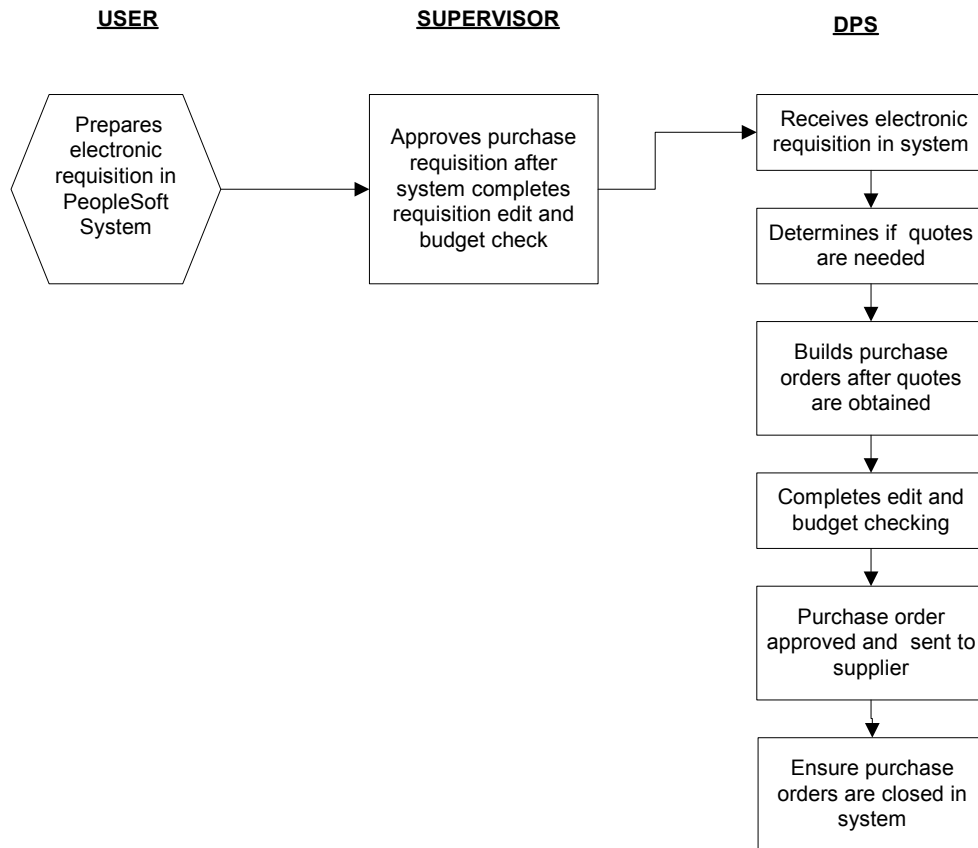 USER
SUPERVISOR
DPS
Prepares
electronic
requisition in
PeopleSoft
System
Approves purchase
requisition after
system completes
requisition edit and
budget check
Receives electronic
requisition in system
Determines if quotes
are needed
Builds purchase
orders after quotes
are obtained
Completes edit and
budget checking
Purchase order
approved and sent to
supplier
Ensure purchase
orders are closed in
system